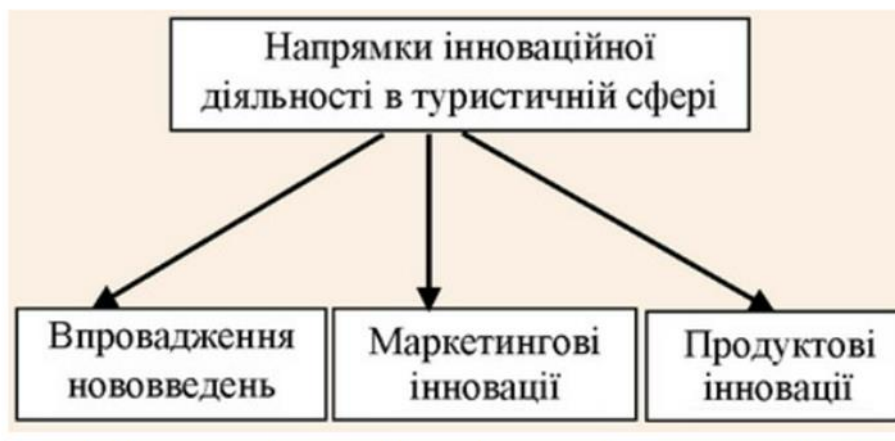 Напрямки інноваційної
діяльності в туристичній сфері
Впровадження
нововведень
Маркетингові
інновації
Продуктові
інновації